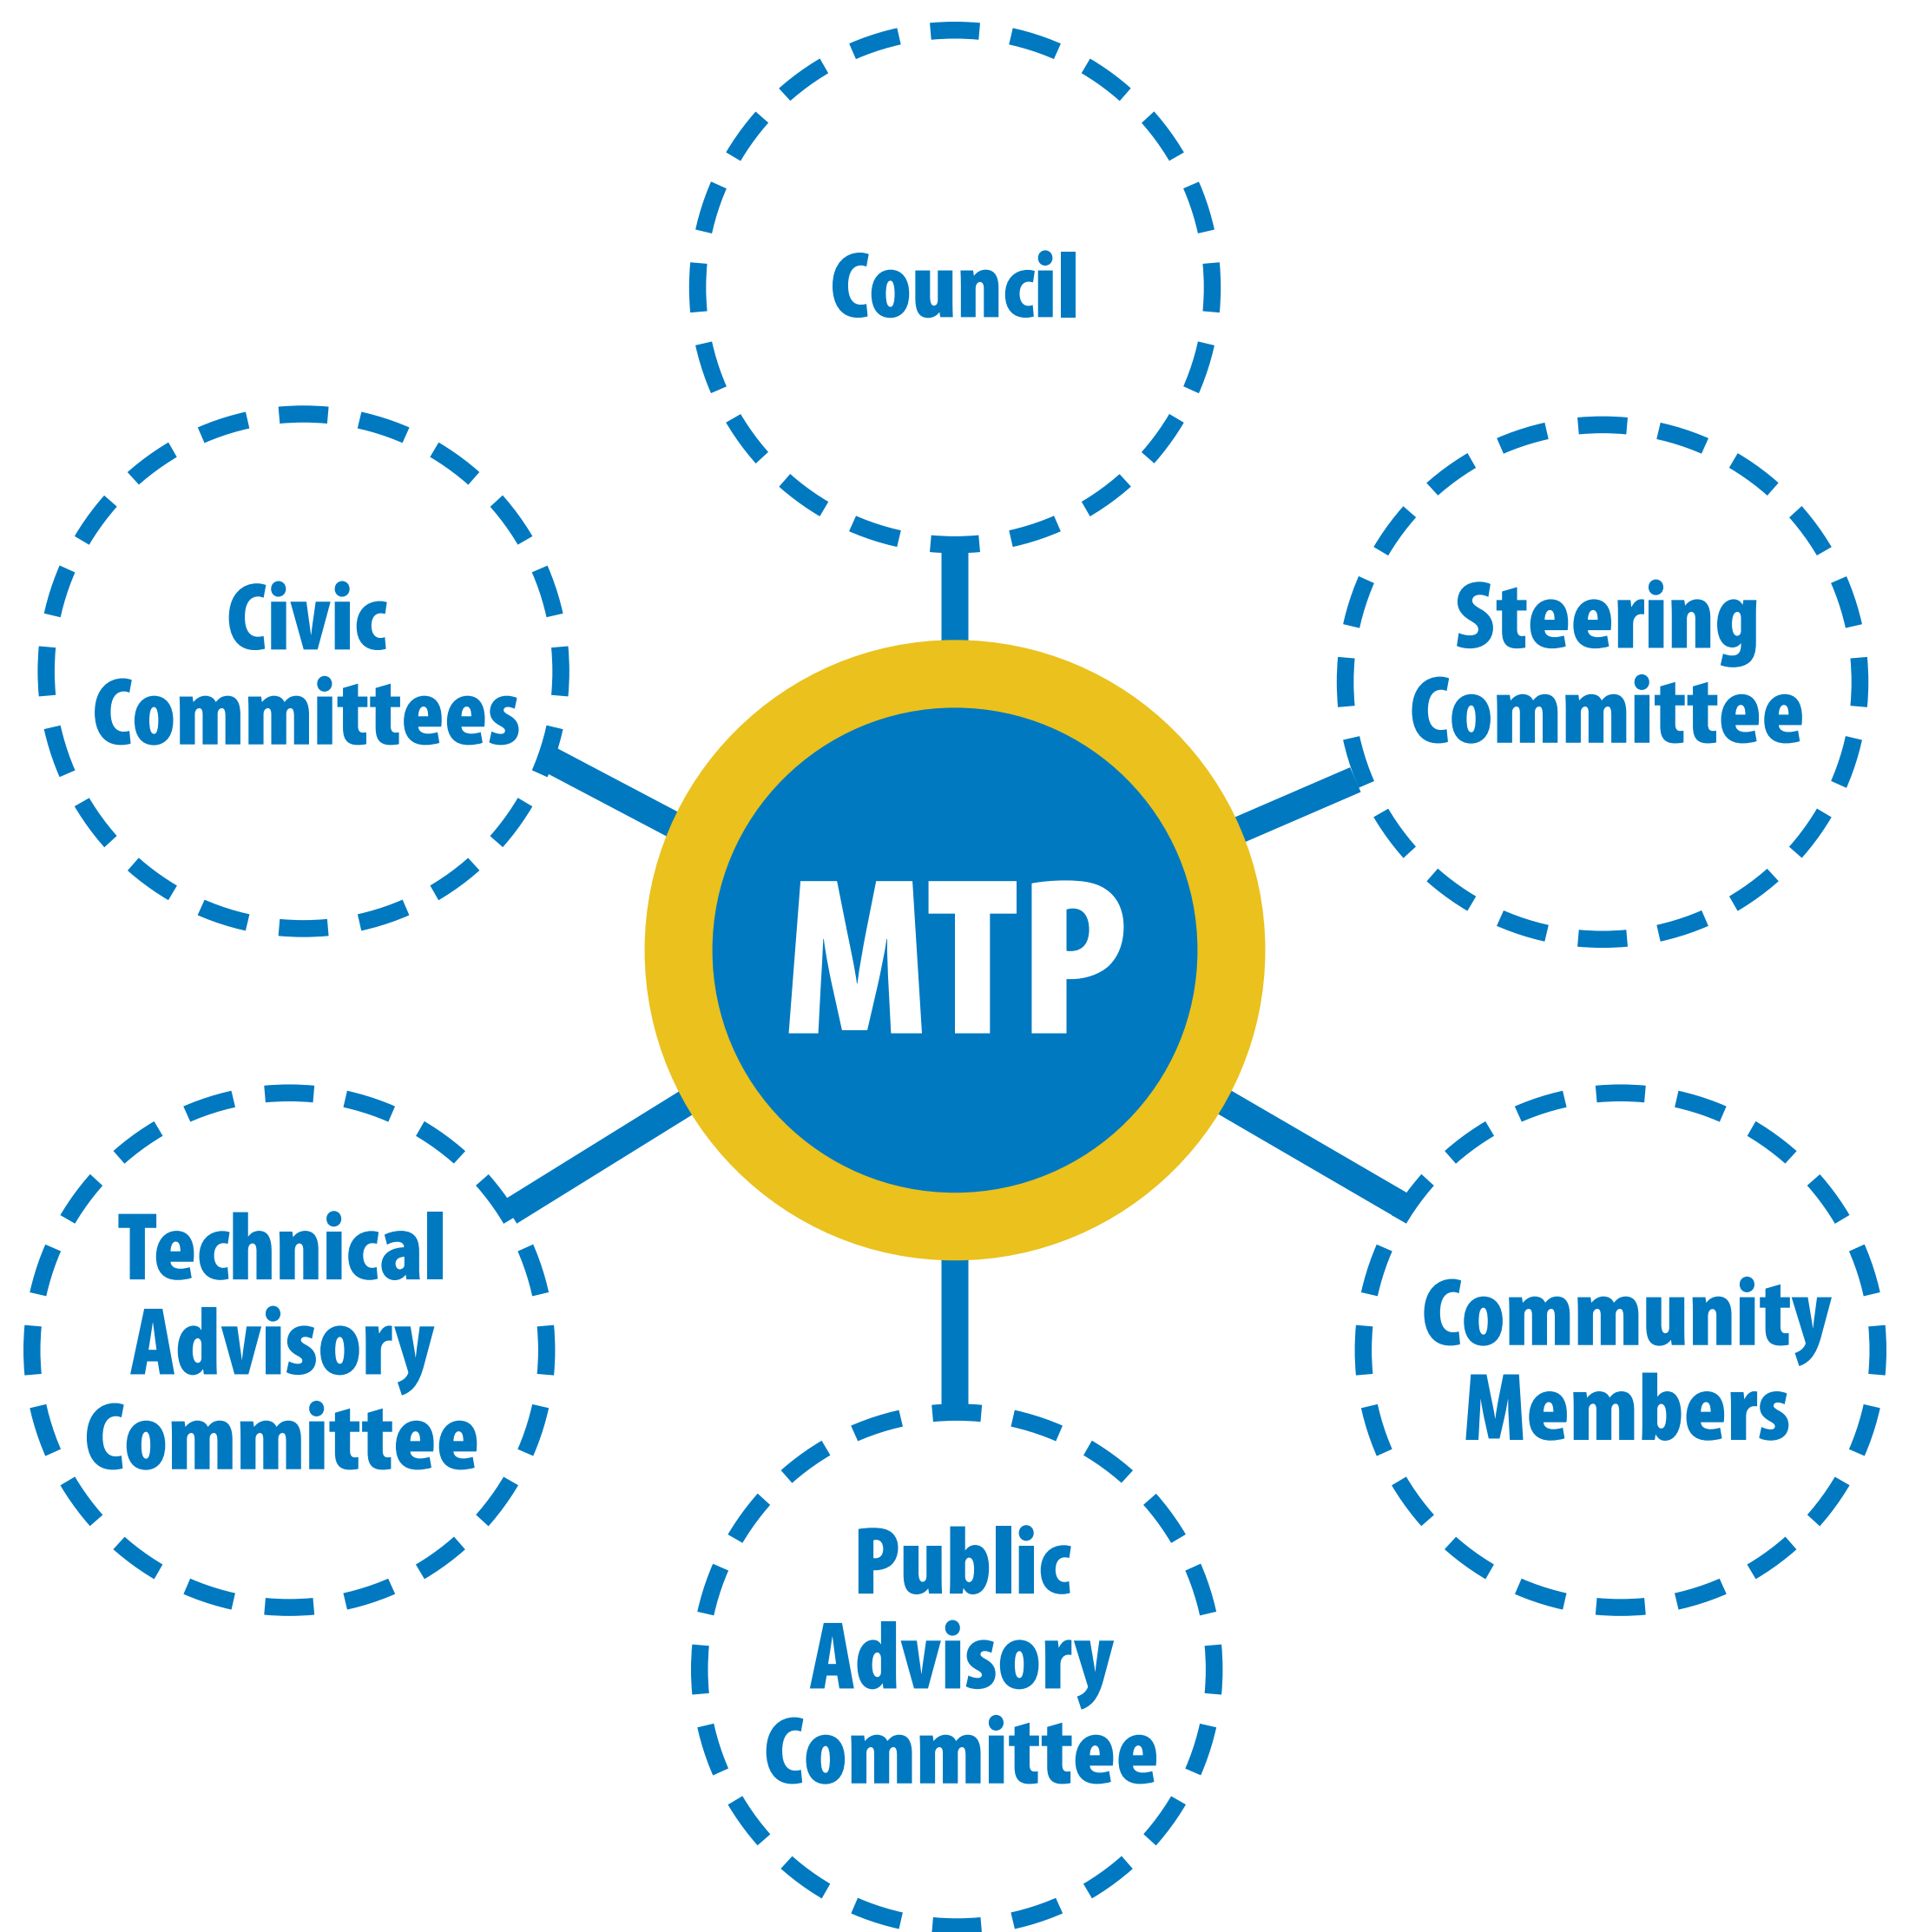 Council
Civic
Committees
Steering
Committee
MTP
Technical
Advisory
Committee
Community
Members
Public
Advisory
Committee